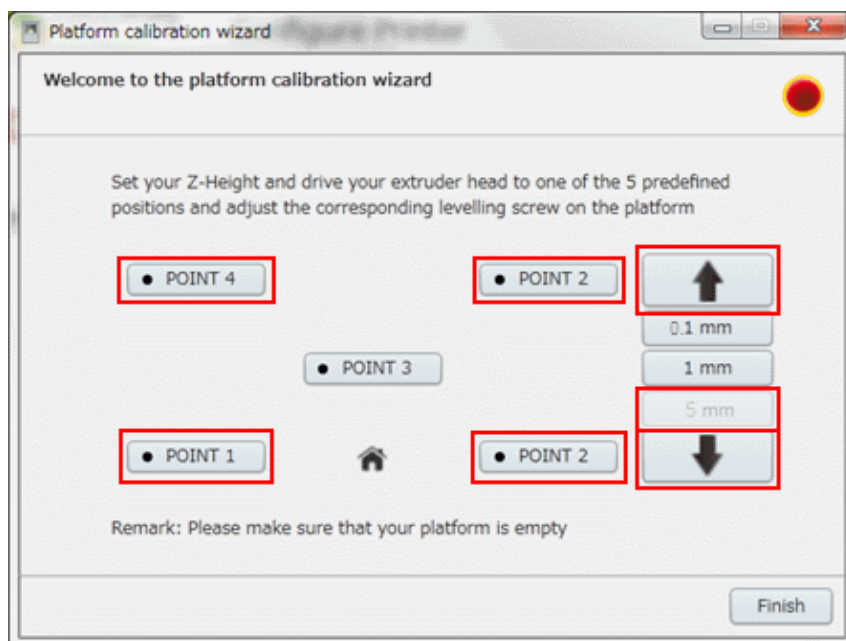 Platform calibration wizard
Welcome to the platform calibration wizard
Set your Z-Height and drive your extruder head to one of the 5 predefined
positions and adjust the corresponding levelling screw on the platform
POINT 4
POINT 2
0.1 mm
POINT 3
1 mm
5 mm
POINT 1
POINT 2
Remark: Please make sure that your platform is empty
Finish